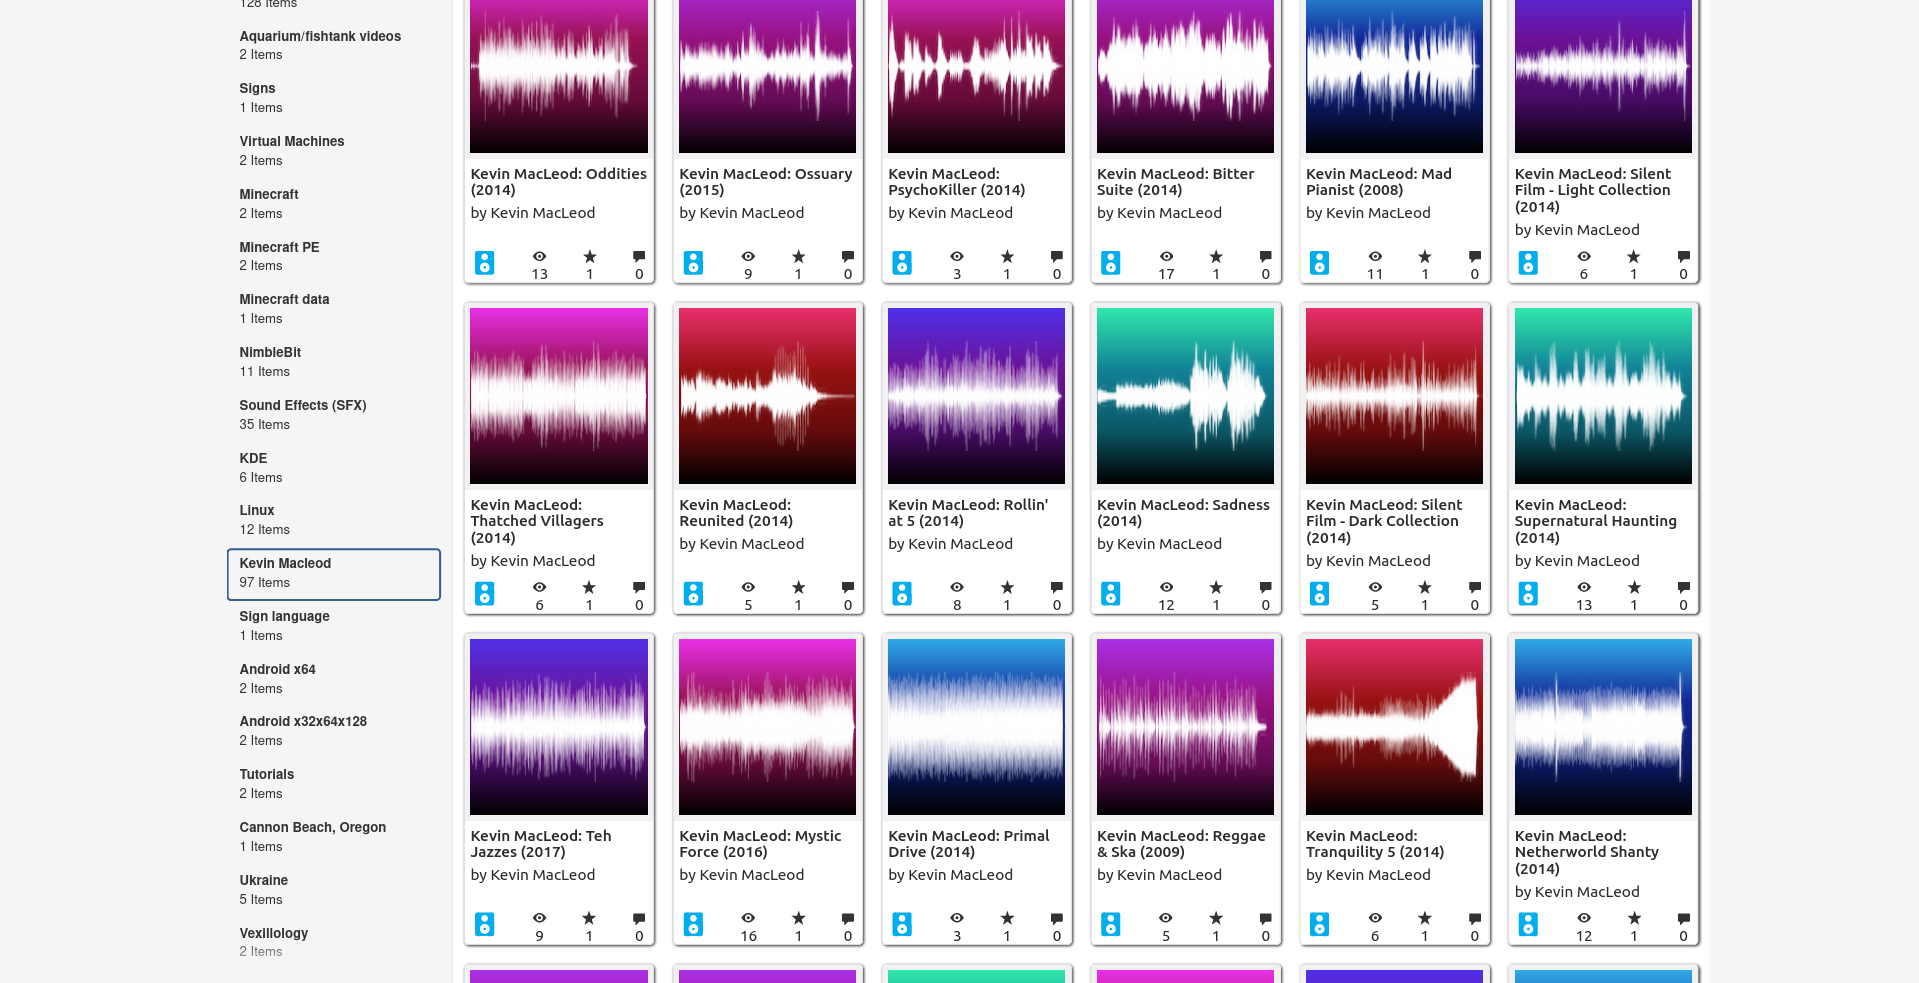 128 Items
Aquarium/fishtank videos
2 Items
Signs
1 Items
Virtual Machines
2 Items
Minecraft
2 Items
Minecraft PE
2 Items
Minecraft data
1 Items
NimbleBit
11 Items
Sound Effects (SFX)
35 Items
KDE
6 Items
Linux
12 Items
Kevin Macleod
97 Items
Sign language
1 Items
Android x64
2 Items
Android x32x64x128
2 Items
Tutorials
2 Items
Cannon Beach, Oregon
1 Items
Ukraine
5 Items
Vexillology
2 Items
Kevin MacLeod: Oddities
(2014)
by Kevin MacLeod
13 1 0
Kevin MacLeod: Ossuary
(2015)
by Kevin MacLeod
9 1 0
Kevin MacLeod:
PsychoKiller (2014)
by Kevin MacLeod
3 1 0
Kevin MacLeod: Bitter
Suite (2014)
by Kevin MacLeod
17 1 0
Kevin MacLeod: Mad
Pianist (2008)
by Kevin MacLeod
11 1 0
Kevin MacLeod: Silent
Film - Light Collection
(2014)
by Kevin MacLeod
6 1 0
Kevin MacLeod:
Thatched Villagers
(2014)
by Kevin MacLeod
6 1 0
Kevin MacLeod:
Reunited (2014)
by Kevin MacLeod
5 1 0
Kevin MacLeod: Rollin'
at 5 (2014)
by Kevin MacLeod
8 1 0
Kevin MacLeod: Sadness
(2014)
by Kevin MacLeod
12 1 0
Kevin MacLeod: Silent
Film - Dark Collection
(2014)
by Kevin MacLeod
5 1 0
Kevin MacLeod:
Supernatural Haunting
(2014)
by Kevin MacLeod
13 1 0
Kevin MacLeod: Teh
Jazzes (2017)
by Kevin MacLeod
9 1 0
Kevin MacLeod: Mystic
Force (2016)
by Kevin MacLeod
16 1 0
Kevin MacLeod: Primal
Drive (2014)
by Kevin MacLeod
3 1 0
Kevin MacLeod: Reggae
& Ska (2009)
by Kevin MacLeod
5 1 0
Kevin MacLeod:
Tranquility 5 (2014)
by Kevin MacLeod
6 1 0
Kevin MacLeod:
Netherworld Shanty
(2014)
by Kevin MacLeod
12 1 0